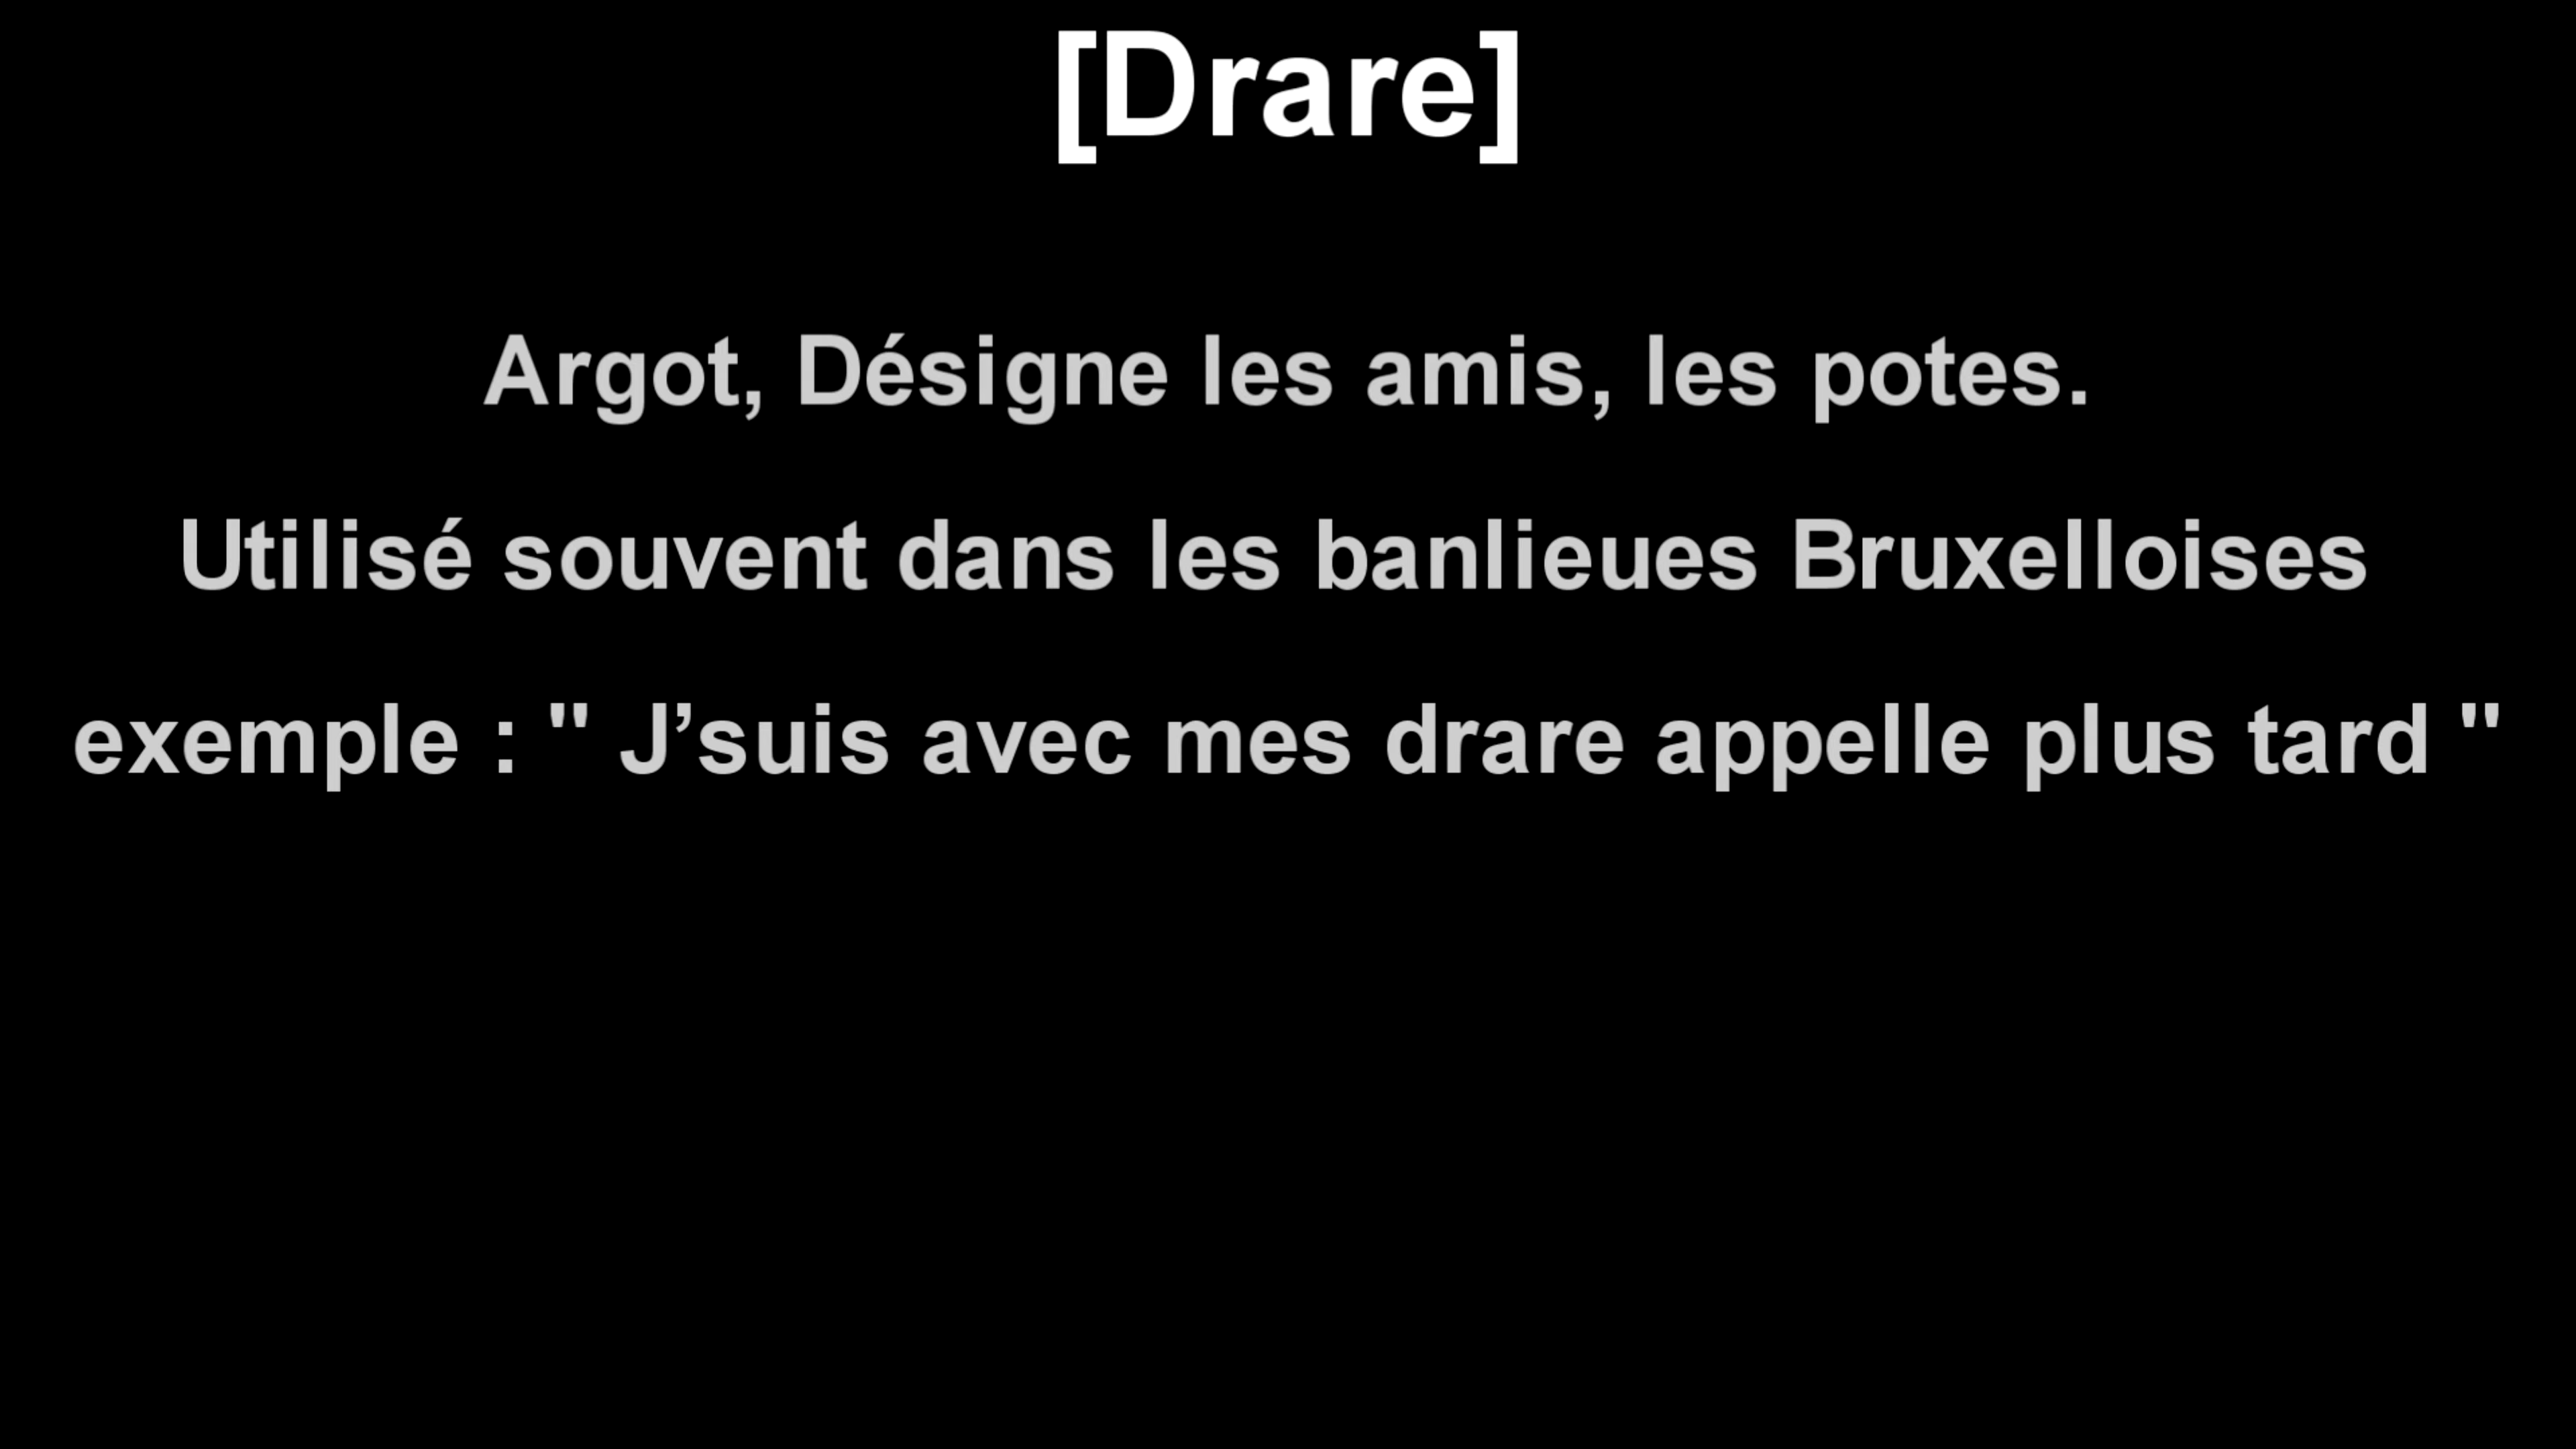 [Drare]
Argot, Désigne les amis, les potes.
Utilisé souvent dans les banlieues Bruxelloises
exemple : " J’suis avec mes drare appelle plus tard "